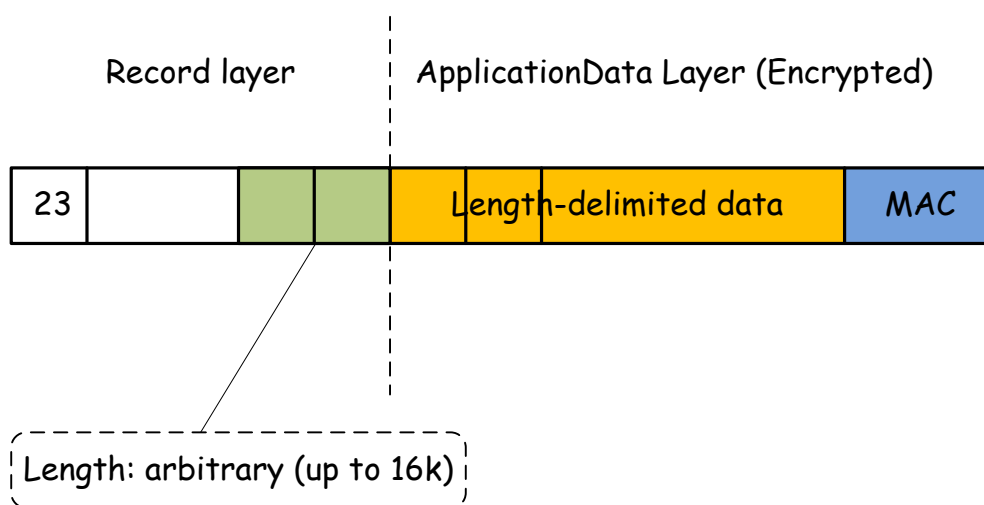 Record layer
ApplicationData Layer (Encrypted)
23
Length-delimited data
MAC
Length: arbitrary (up to 16k)